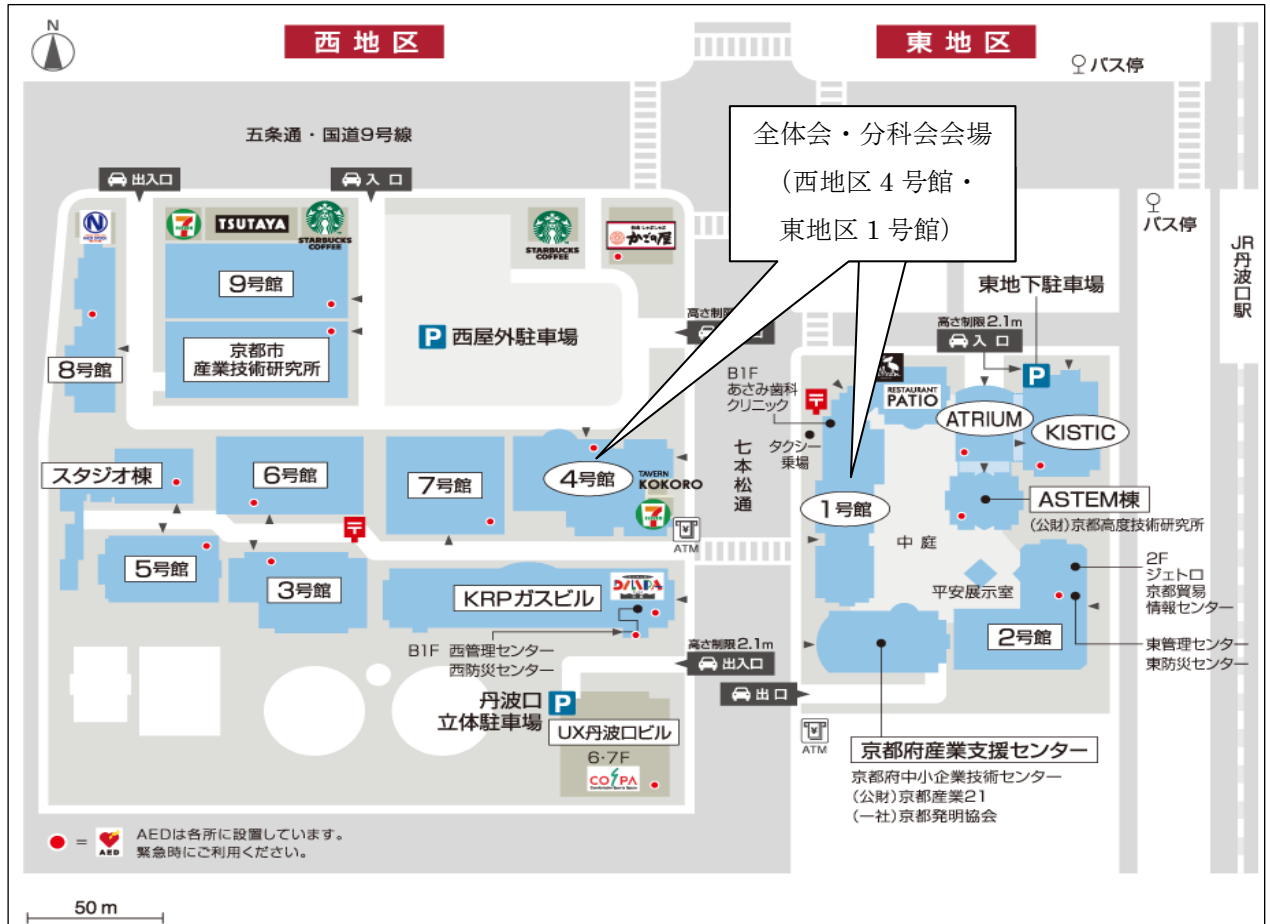 N
西地区
東地区
バス停
五条通・国道9号線
全体会・分科会会場
（西地区 4 号館・
東地区 1 号館）
出入口
入口
バス停
JR丹波口駅
TSUTAYA
STARBUCKS
COFFEE
STARBUCKS
COFFEE
かごの屋
9号館
京都市
産業技術研究所
8号館
P 西屋外駐車場
高さ制限
東地下駐車場
高さ制限2.1m
入口
P
B1F
あさみ歯科
クリニック
RESTAURANT
PATIO
ATRIUM
KISTIC
タクシー
乗場
七本松通
スタジオ棟
6号館
7号館
4号館
TAVERN
KOKORO
1号館
ASTEM棟
(公財)京都高度技術研究所
中庭
ATM
5号館
3号館
KRPガスビル
平安展示室
2F
ジェトロ
京都貿易
情報センター
2号館
東管理センター
東防災センター
B1F 西管理センター
西防災センター
高さ制限2.1m
出入口
出口
丹波口
立体駐車場
P
UX丹波口ビル
6·7F
COSPA
ATM
京都府産業支援センター
京都府中小企業技術センター
(公財)京都産業21
(一社)京都発明協会
= AED
AEDは各所に設置しています。
緊急時にご利用ください。
50 m